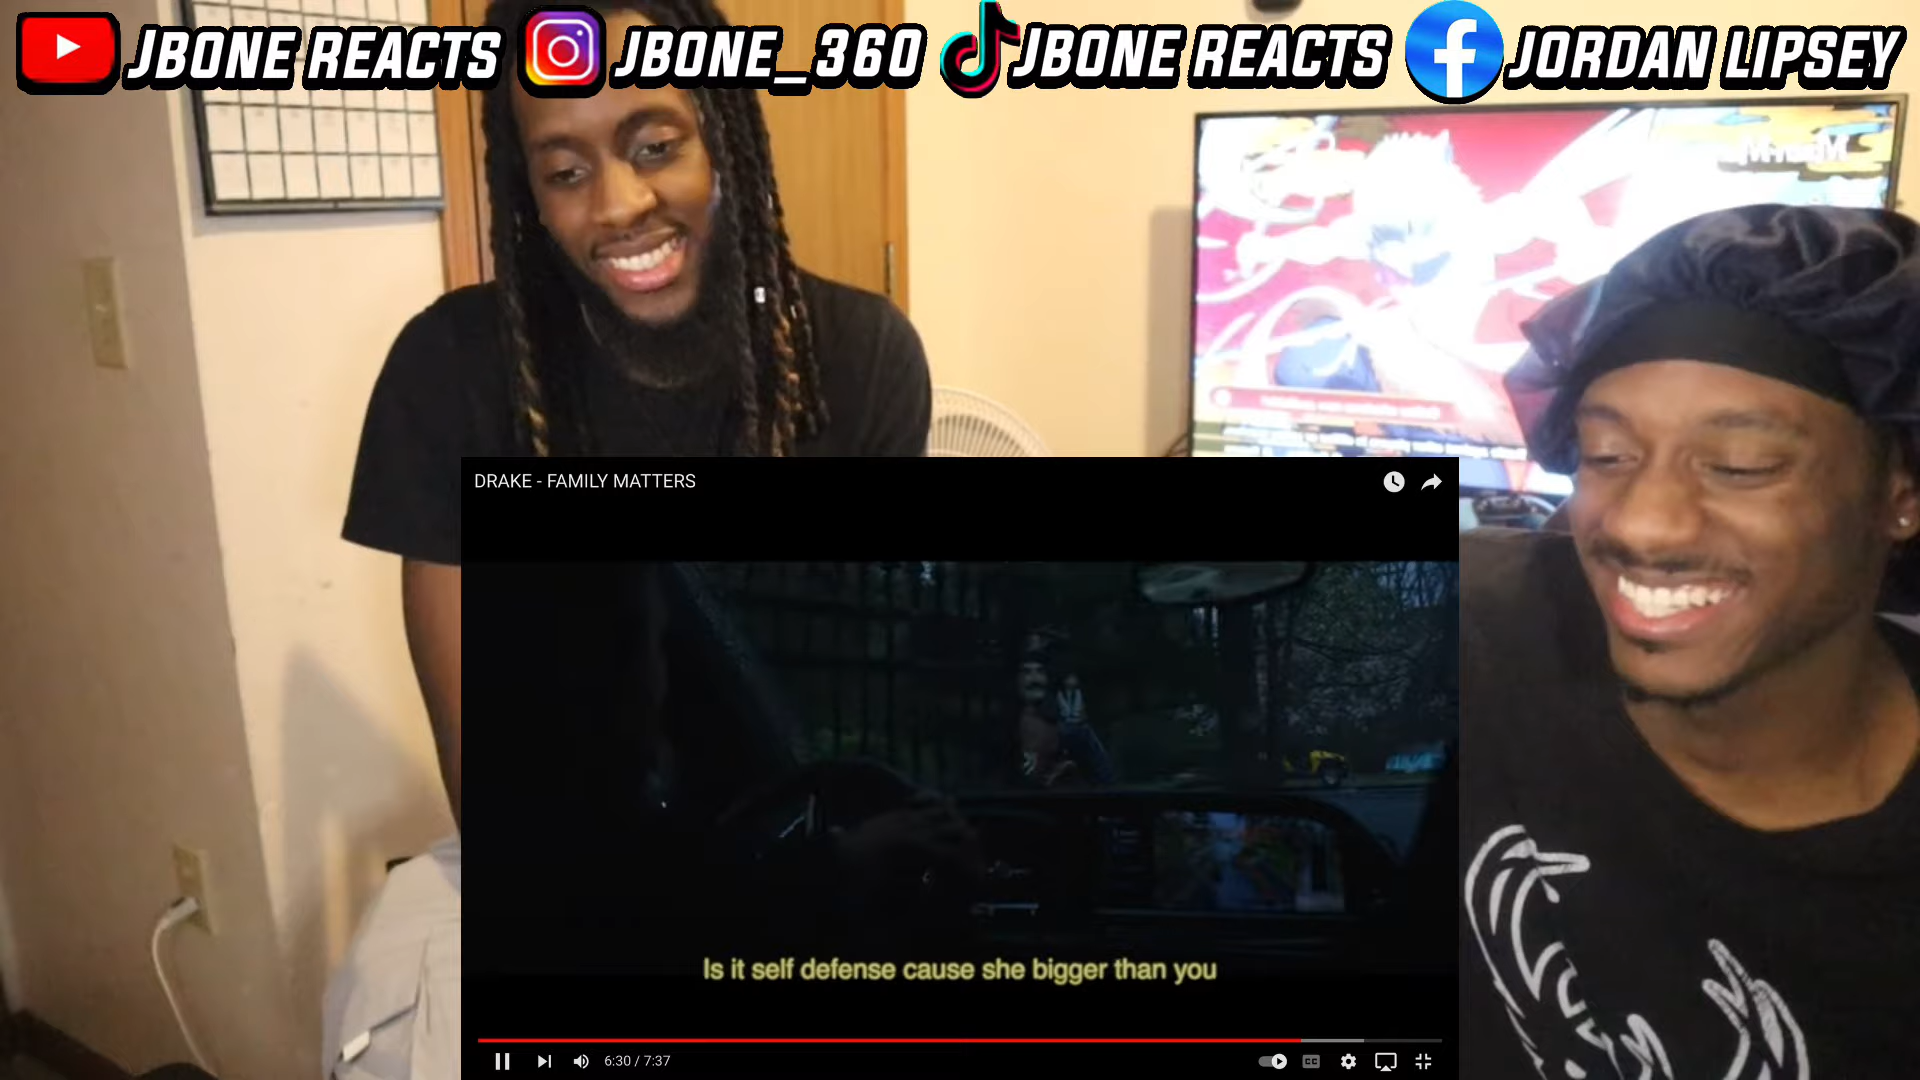 JBONE REACTS JBONE_360 JBONE REACTS JORDAN LIPSEY
DRAKE - FAMILY MATTERS
Is it self defense cause she bigger than you
6:30 / 7:37